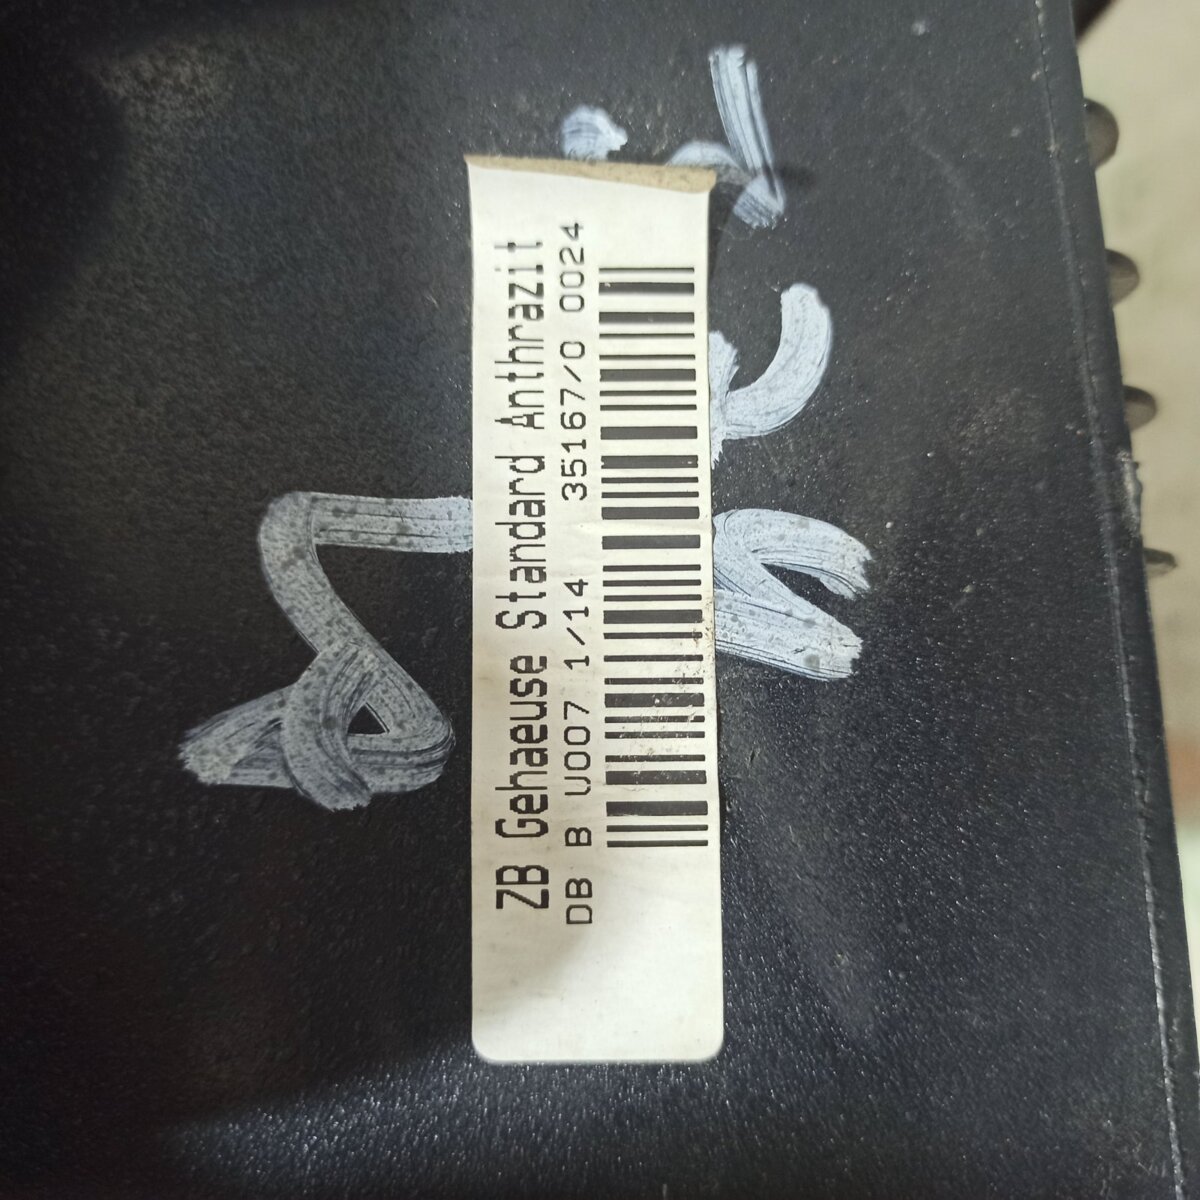 ZB Gehaeuse Standard Anthrazit
DB B U007 1/14 35167/0 0024